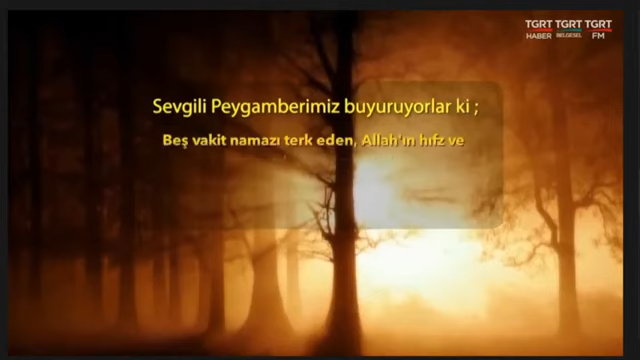 TGRT TGRT TGRT
HABER BELGESEL FM
Sevgili Peygamberimiz buyuruyorlar ki ;
Beş vakit namazı terk eden, Allah'ın hıfz ve